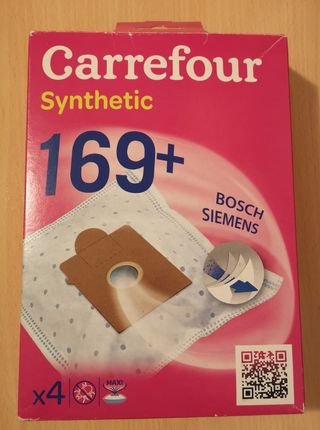 Carrefour
Synthetic
169+
BOSCH
SIEMENS
x4
MAXI